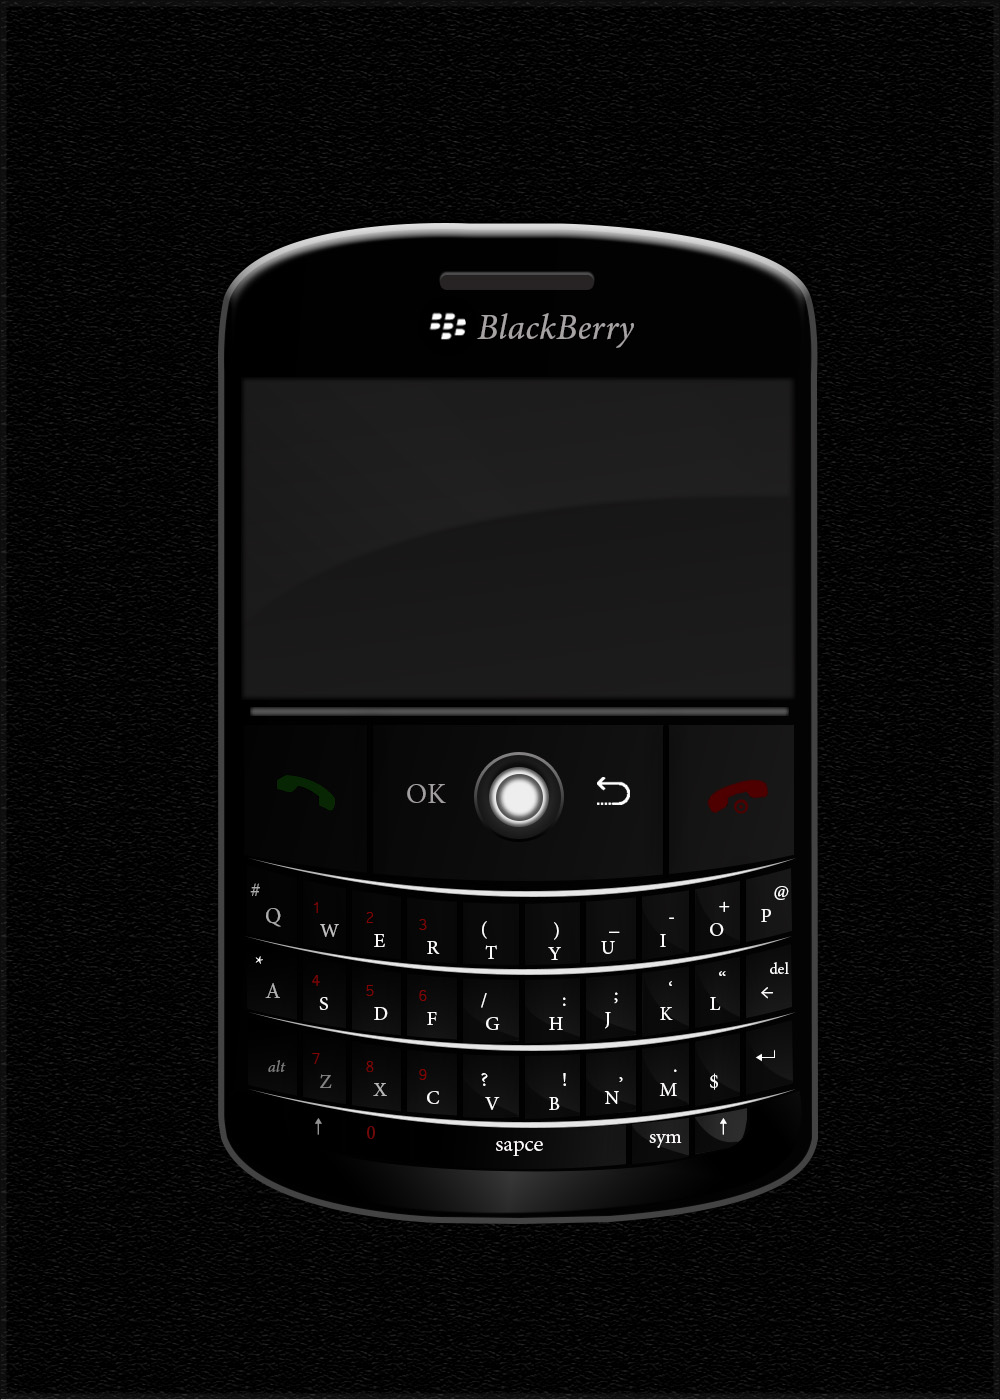 BlackBerry
OK
# 1 2 3 ( ) _ - + @
Q W E R T Y U I O P
* 4 5 6 / : ; ‘ “ del
A S D F G H J K L ←
7 8 9 ? ! , .
alt Z X C V B N M $ ↵
↑ 0 sapce sym ↑